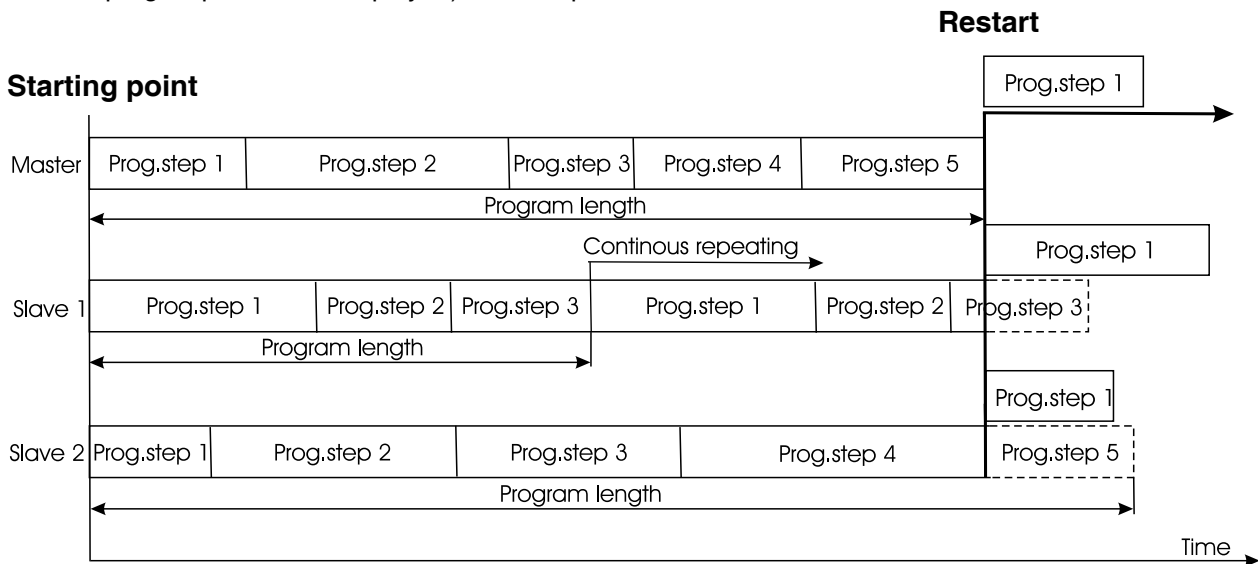 Restart
Starting point
Prog.step 1
Master
Prog.step 1 Prog.step 2 Prog.step 3 Prog.step 4 Prog.step 5
Program length
Continous repeating
Prog.step 1
Slave 1
Prog.step 1 Prog.step 2 Prog.step 3 Prog.step 1 Prog.step 2 Prog.step 3
Program length
Prog.step 1
Slave 2
Prog.step 1 Prog.step 2 Prog.step 3 Prog.step 4 Prog.step 5
Program length
Time